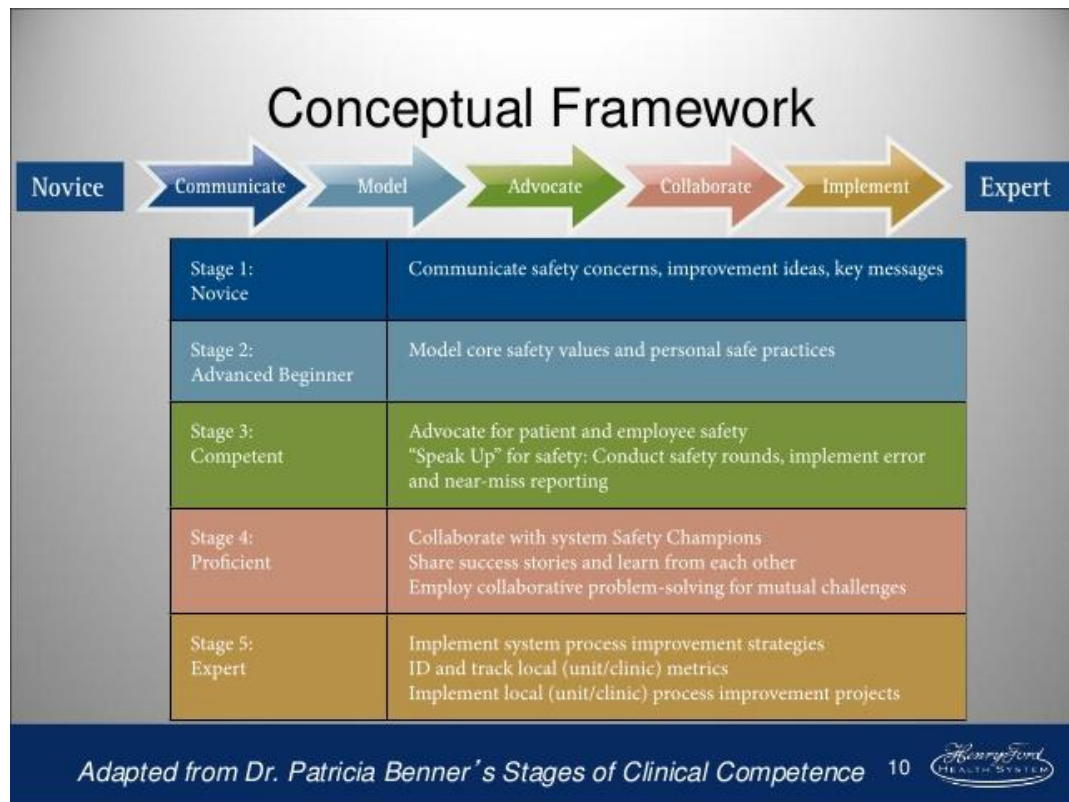 Conceptual Framework
Novice
Communicate
Model
Advocate
Collaborate
Implement
Expert
Stage 1:
Novice
Communicate safety concerns, improvement ideas, key messages
Stage 2:
Advanced Beginner
Model core safety values and personal safe practices
Stage 3:
Competent
Advocate for patient and employee safety
“Speak Up” for safety: Conduct safety rounds, implement error
and near-miss reporting
Stage 4:
Proficient
Collaborate with system Safety Champions
Share success stories and learn from each other
Employ collaborative problem-solving for mutual challenges
Stage 5:
Expert
Implement system process improvement strategies
ID and track local (unit/clinic) metrics
Implement local (unit/clinic) process improvement projects
Adapted from Dr. Patricia Benner’s Stages of Clinical Competence
10
Henry Ford
HEALTH SYSTEM